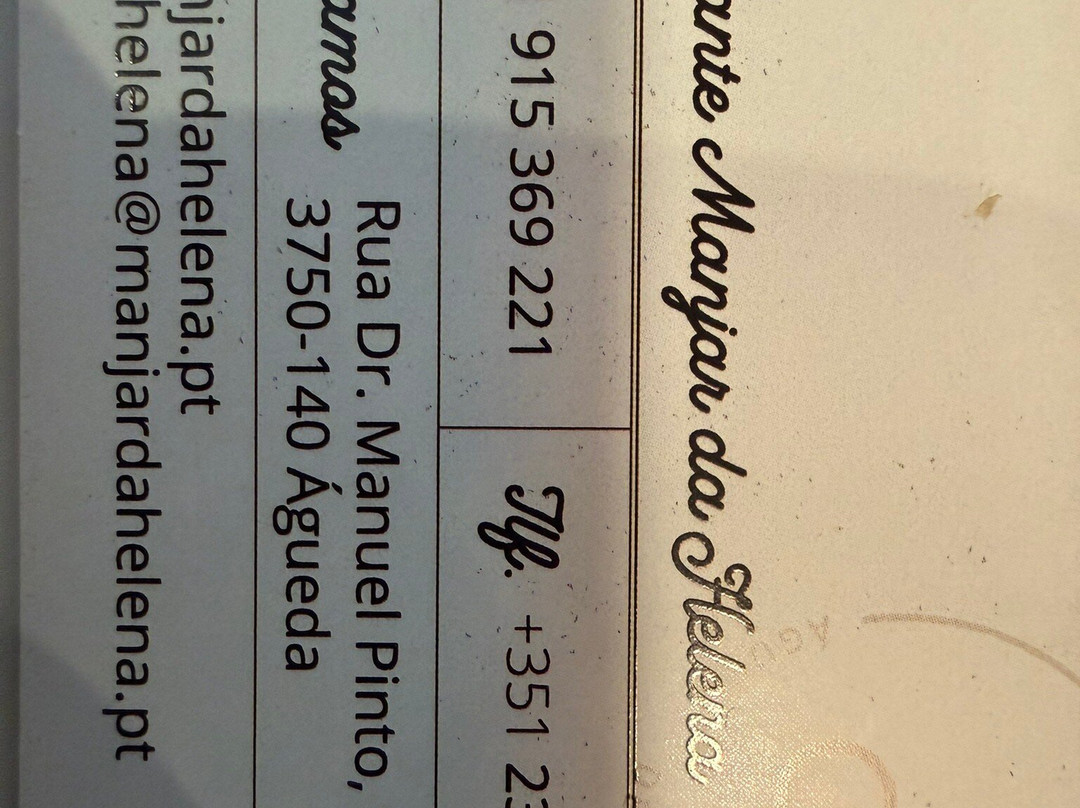 ante Manjar da Helena
915 369 221
Tlf. +351 23
amos
Rua Dr. Manuel Pinto,
3750-140 Águeda
njardahelena.pt
helena@manjardahelena.pt